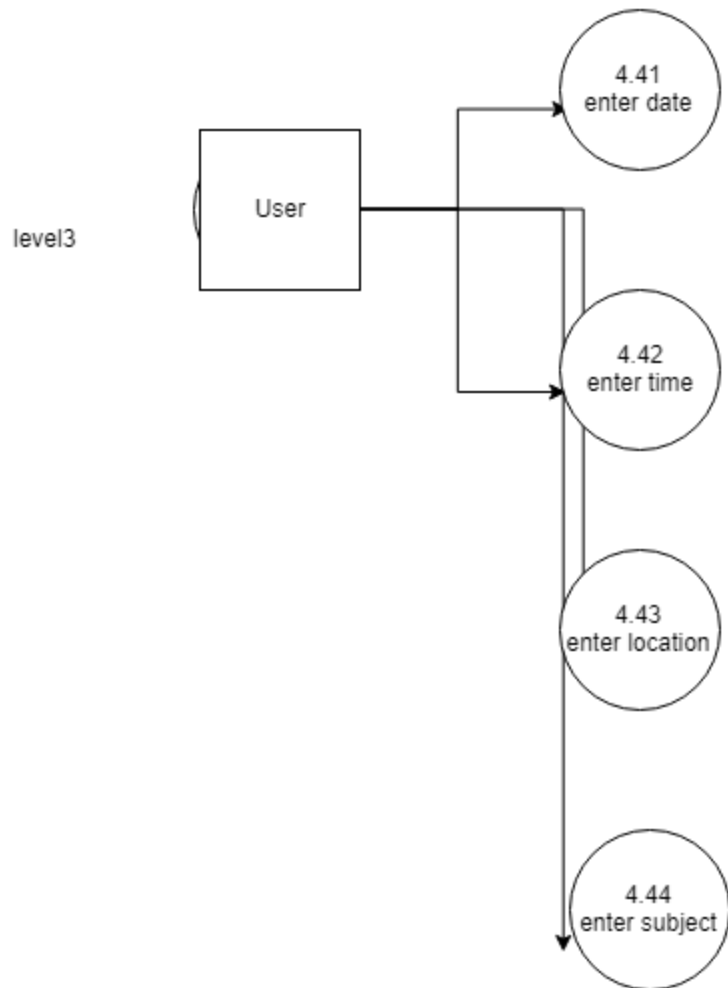 4.41
enter date
User
level3
4.42
enter time
4.43
enter location
4.44
enter subject